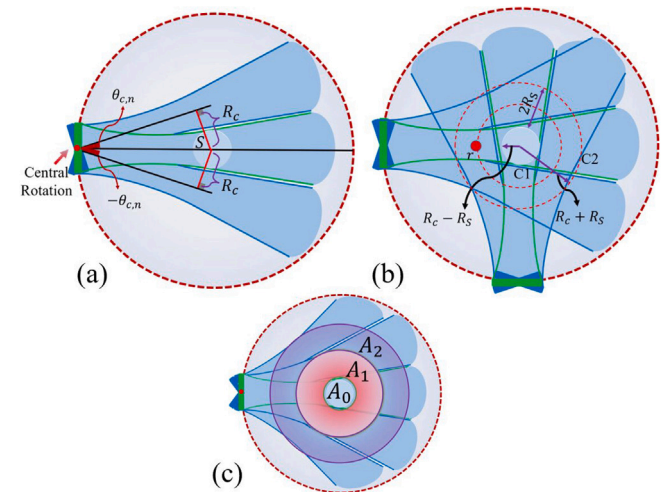 θc,n
Rc
S
Central
Rotation
Rc
−θc,n
(a)
2Rs
r
C1
C2
Rc − Rs
Rc + Rs
(b)
A2
A1
A0
(c)